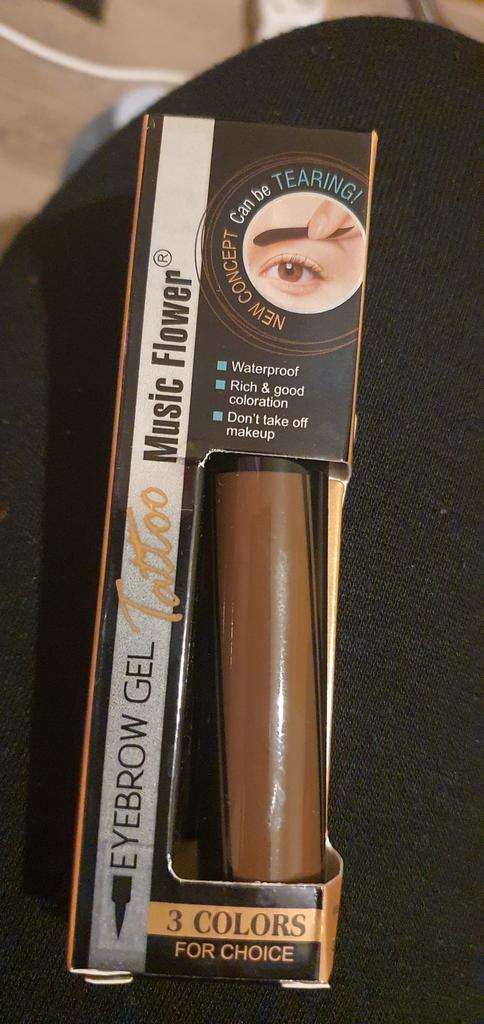 NEW CONCEPT Can be TEARING!
Waterproof
Rich & good
coloration
Don't take off
makeup
EYEBROW GEL Tattoo Music Flower®
3 COLORS
FOR CHOICE